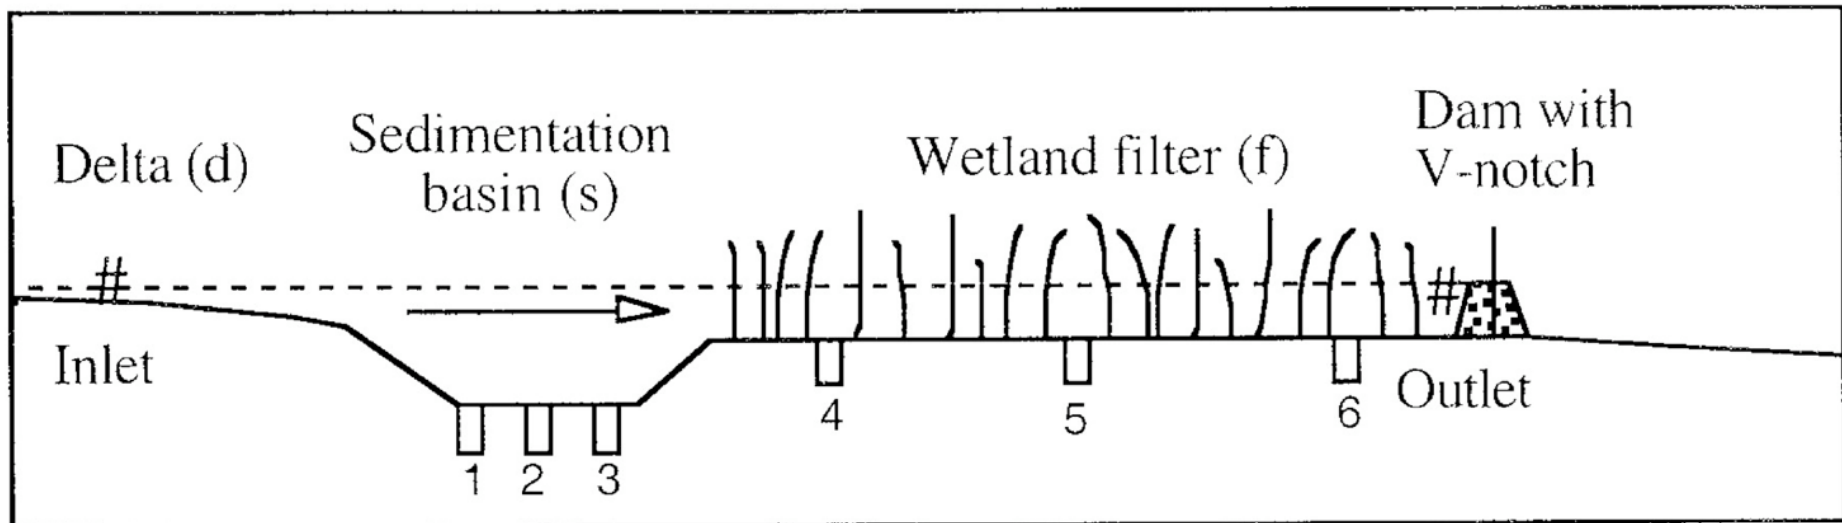 Delta (d)
Sedimentation
basin (s)
Wetland filter (f)
Dam with
V-notch
#
#
Inlet
Outlet
1
2
3
4
5
6